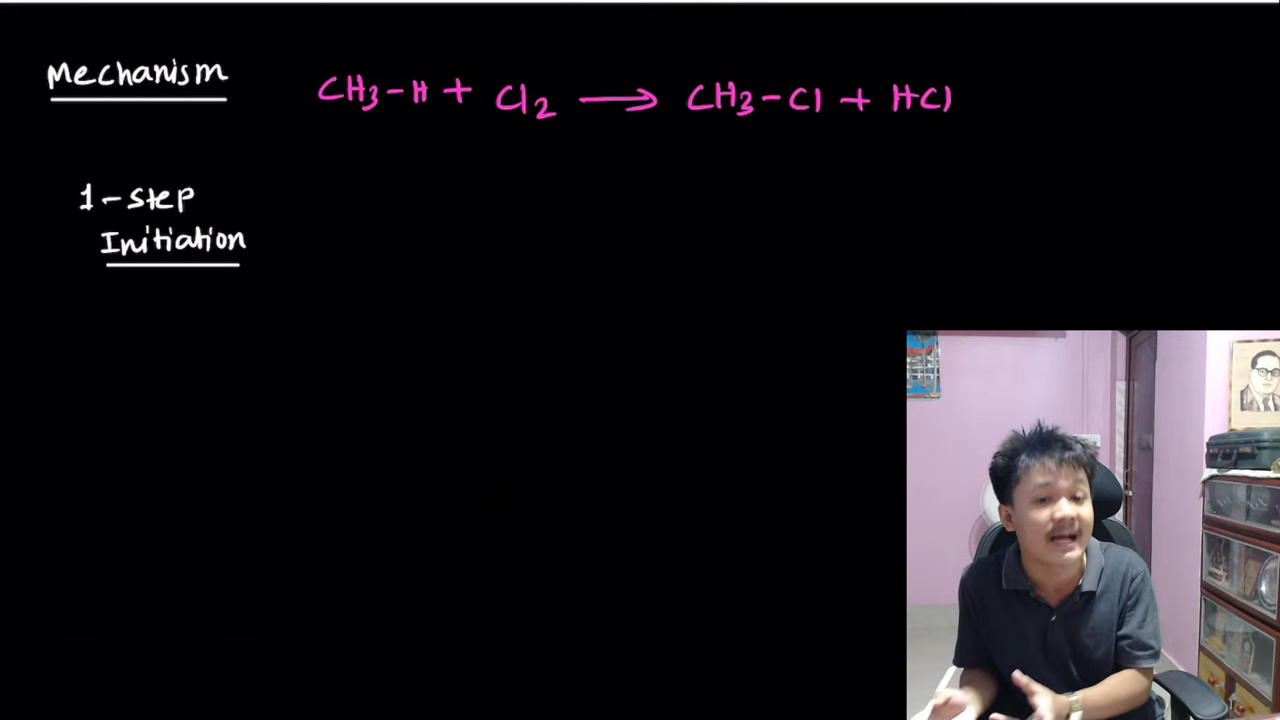 Mechanism
CH3-H + Cl2 → CH3-Cl + HCl
1-step
Initiation